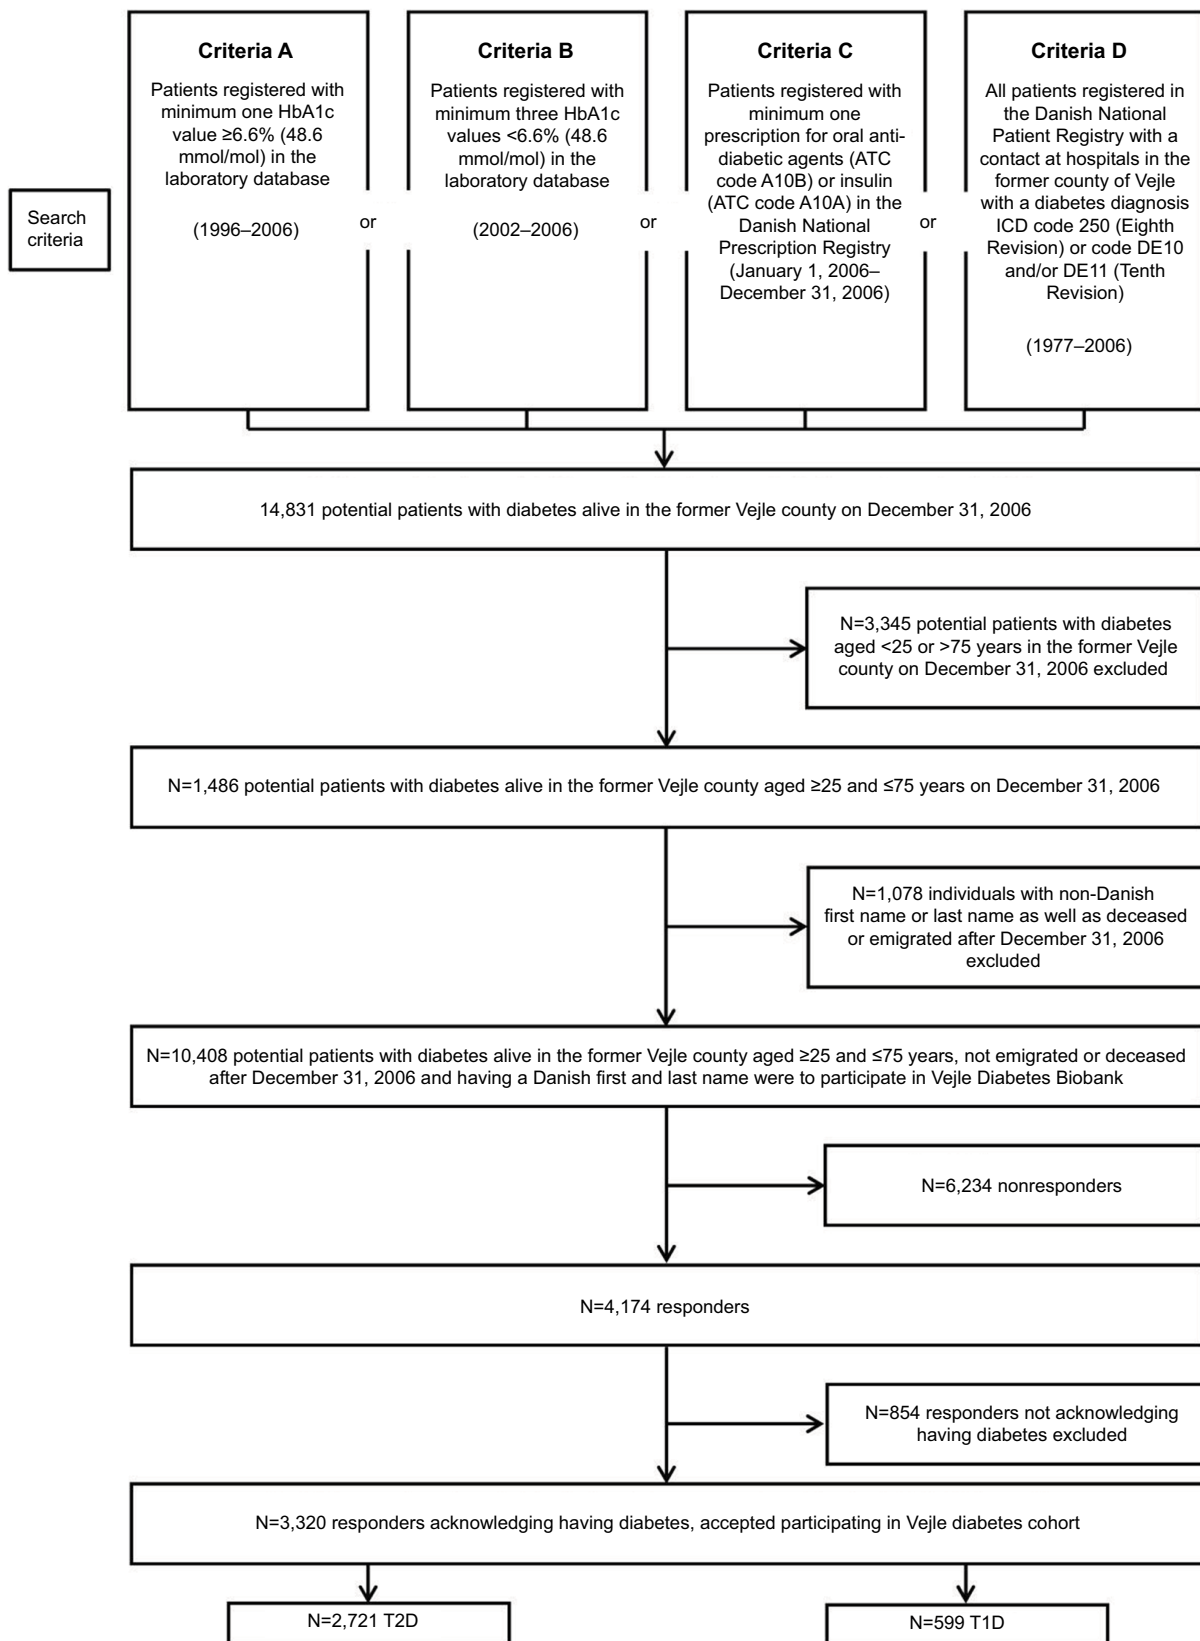 Search
criteria
Criteria A
Patients registered with
minimum one HbA1c
value ≥6.6% (48.6
mmol/mol) in the
laboratory database
(1996–2006)
or
Criteria B
Patients registered with
minimum three HbA1c
values <6.6% (48.6
mmol/mol) in the
laboratory database
(2002–2006)
or
Criteria C
Patients registered with
minimum one
prescription for oral anti-
diabetic agents (ATC
code A10B) or insulin
(ATC code A10A) in the
Danish National
Prescription Registry
(January 1, 2006–
December 31, 2006)
or
Criteria D
All patients registered in
the Danish National
Patient Registry with a
contact at hospitals in the
former county of Vejle
with a diabetes diagnosis
ICD code 250 (Eighth
Revision) or code DE10
and/or DE11 (Tenth
Revision)
(1977–2006)
14,831 potential patients with diabetes alive in the former Vejle county on December 31, 2006
N=3,345 potential patients with diabetes
aged <25 or >75 years in the former Vejle
county on December 31, 2006 excluded
N=1,486 potential patients with diabetes alive in the former Vejle county aged ≥25 and ≤75 years on December 31, 2006
N=1,078 individuals with non-Danish
first name or last name as well as deceased
or emigrated after December 31, 2006
excluded
N=10,408 potential patients with diabetes alive in the former Vejle county aged ≥25 and ≤75 years, not emigrated or deceased
after December 31, 2006 and having a Danish first and last name were to participate in Vejle Diabetes Biobank
N=6,234 nonresponders
N=4,174 responders
N=854 responders not acknowledging
having diabetes excluded
N=3,320 responders acknowledging having diabetes, accepted participating in Vejle diabetes cohort
N=2,721 T2D
N=599 T1D